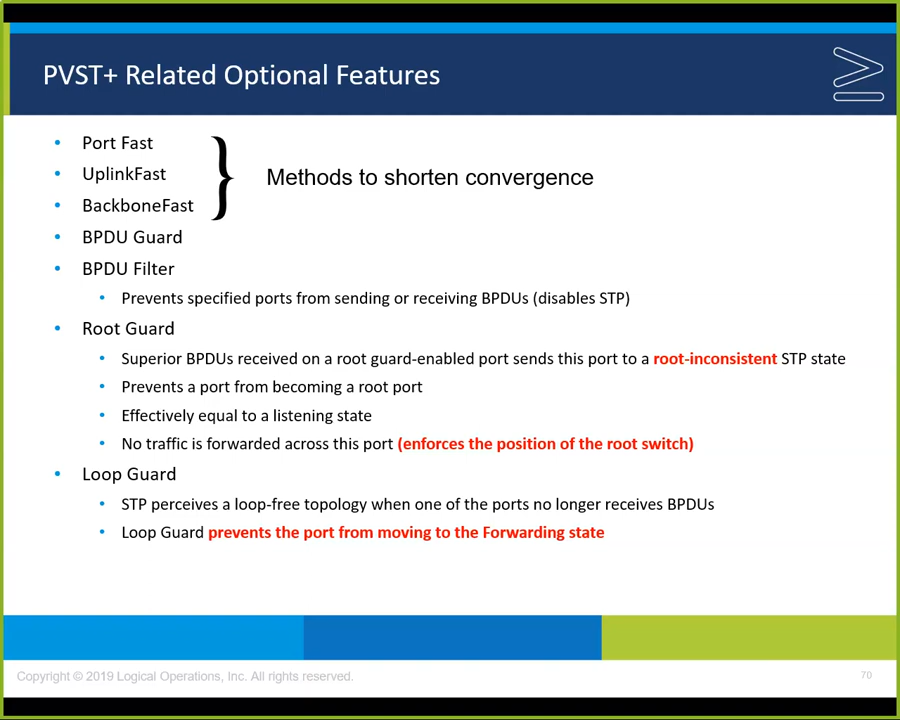 PVST+ Related Optional Features
• Port Fast
• UplinkFast
• BackboneFast
} Methods to shorten convergence
• BPDU Guard
• BPDU Filter
• Prevents specified ports from sending or receiving BPDUs (disables STP)
• Root Guard
• Superior BPDUs received on a root guard-enabled port sends this port to a root-inconsistent STP state
• Prevents a port from becoming a root port
• Effectively equal to a listening state
• No traffic is forwarded across this port (enforces the position of the root switch)
• Loop Guard
• STP perceives a loop-free topology when one of the ports no longer receives BPDUs
• Loop Guard prevents the port from moving to the Forwarding state
Copyright © 2019 Logical Operations, Inc. All rights reserved.
70